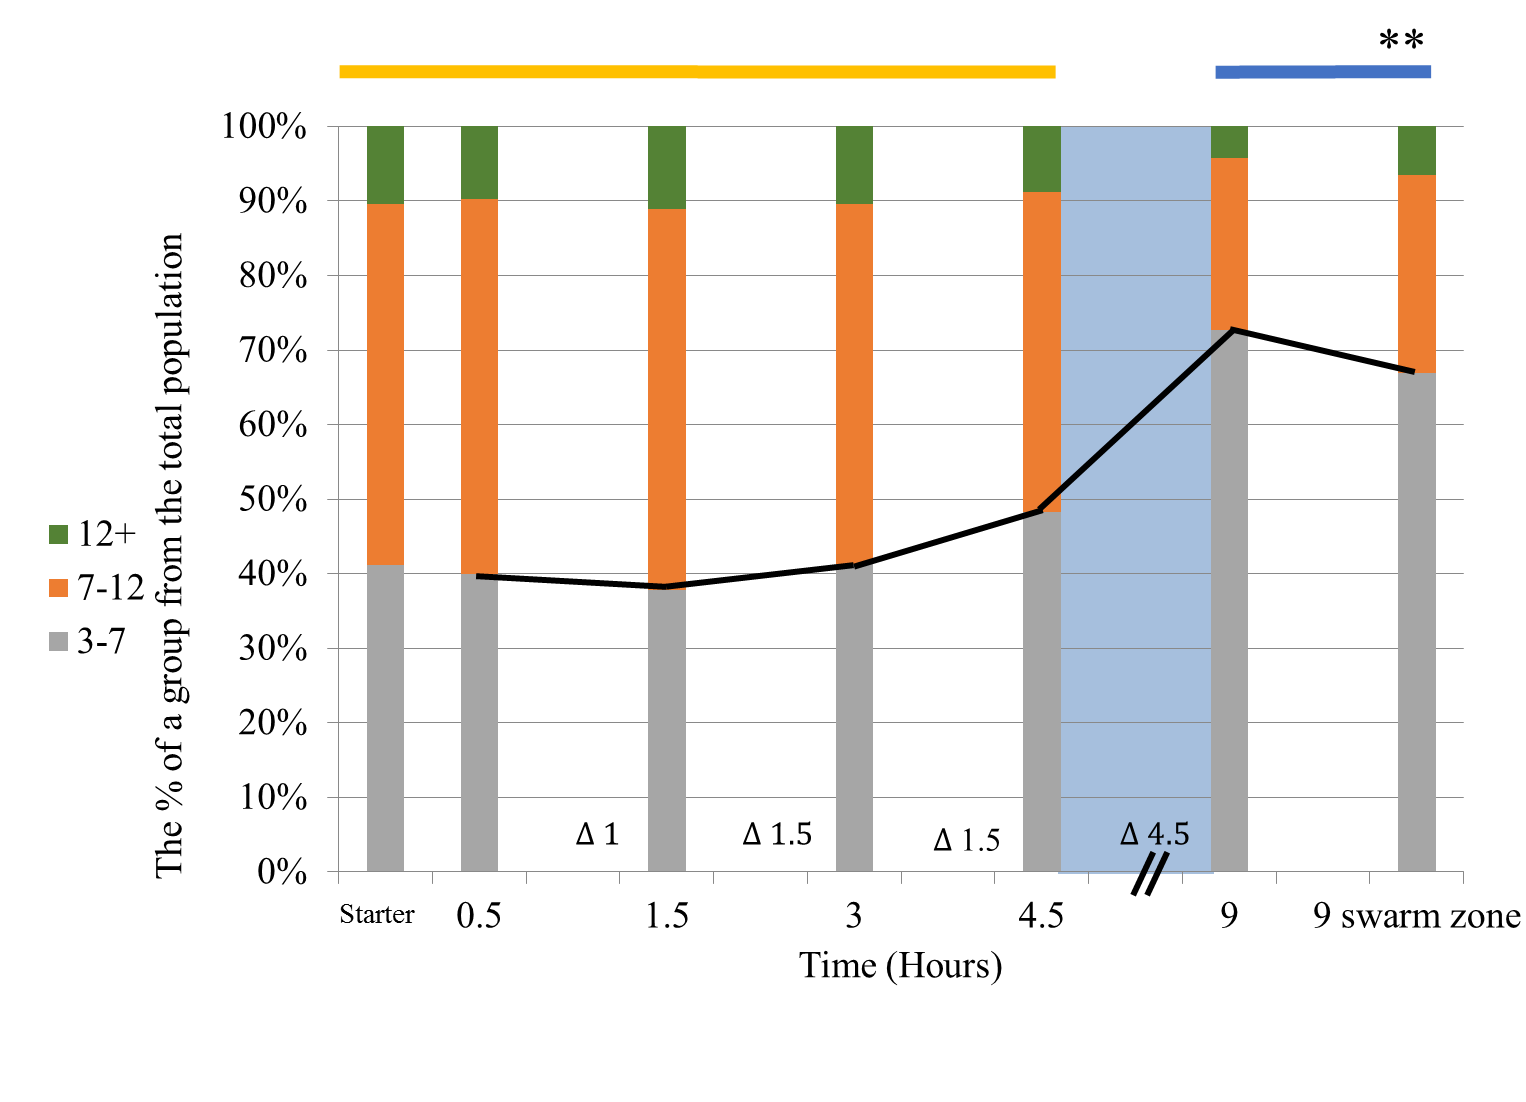 **
100%
90%
80%
70%
60%
50%
40%
30%
20%
10%
0%
The % of a group from the total population
12+
7-12
3-7
Δ 1
Δ 1.5
Δ 1.5
Δ 4.5
Starter
0.5
1.5
3
4.5
9
9 swarm zone
Time (Hours)